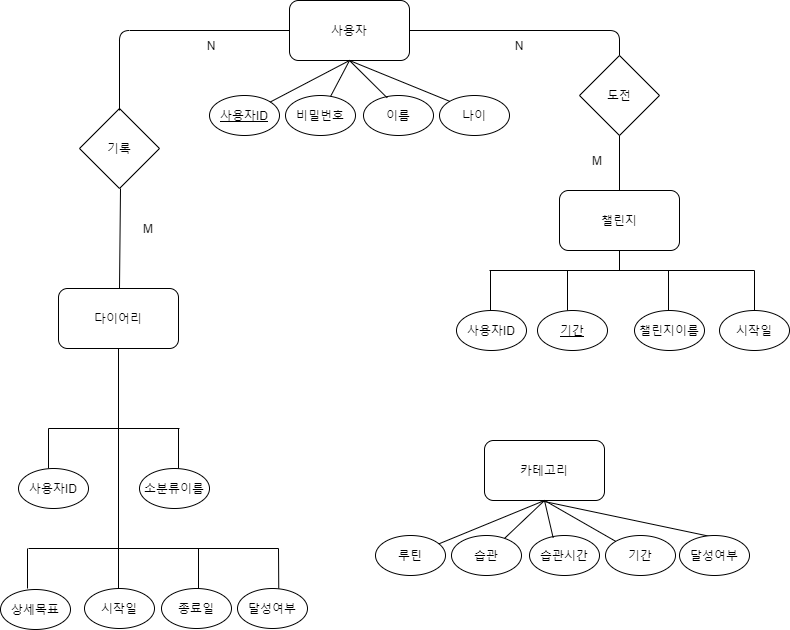 사용자
N
N
사용자ID
비밀번호
이름
나이
도전
기록
M
M
챌린지
다이어리
사용자ID
기간
챌린지이름
시작일
카테고리
사용자ID
소분류이름
루틴
습관
습관시간
기간
달성여부
상세목표
시작일
종료일
달성여부